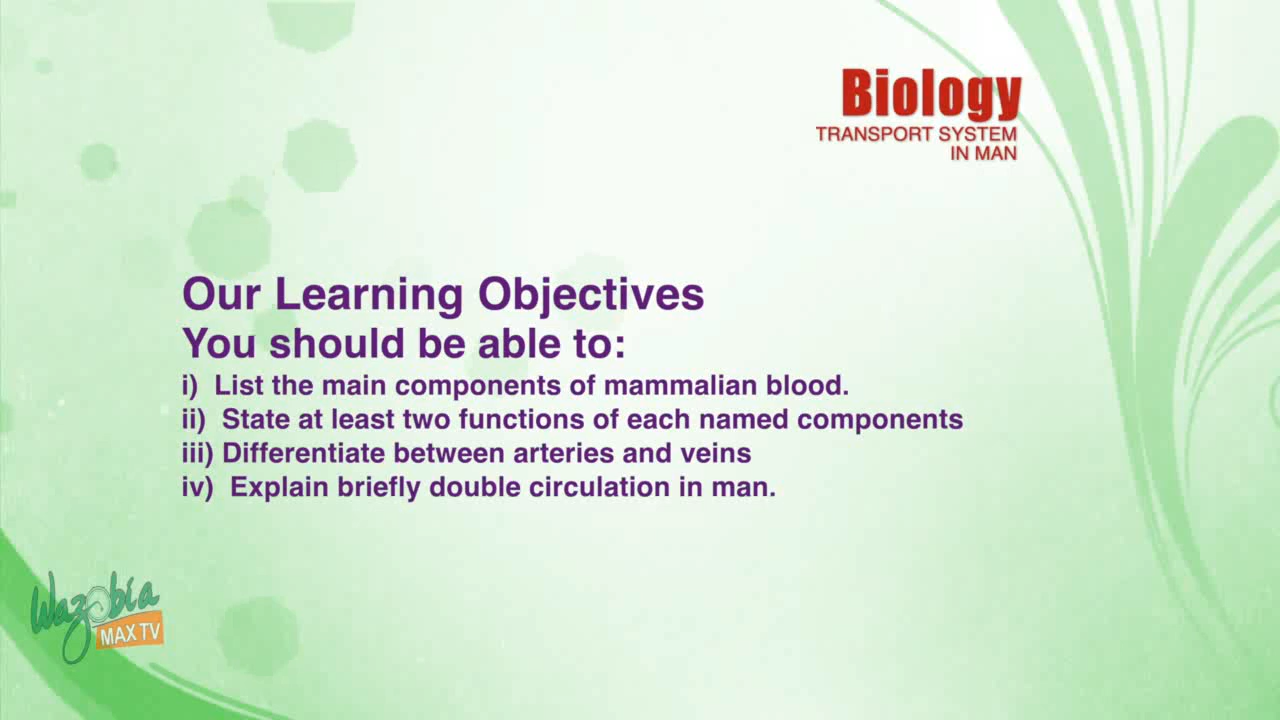 Biology
TRANSPORT SYSTEM
IN MAN
Our Learning Objectives
You should be able to:
i) List the main components of mammalian blood.
ii) State at least two functions of each named components
iii) Differentiate between arteries and veins
iv) Explain briefly double circulation in man.
Wazobia
MAX TV